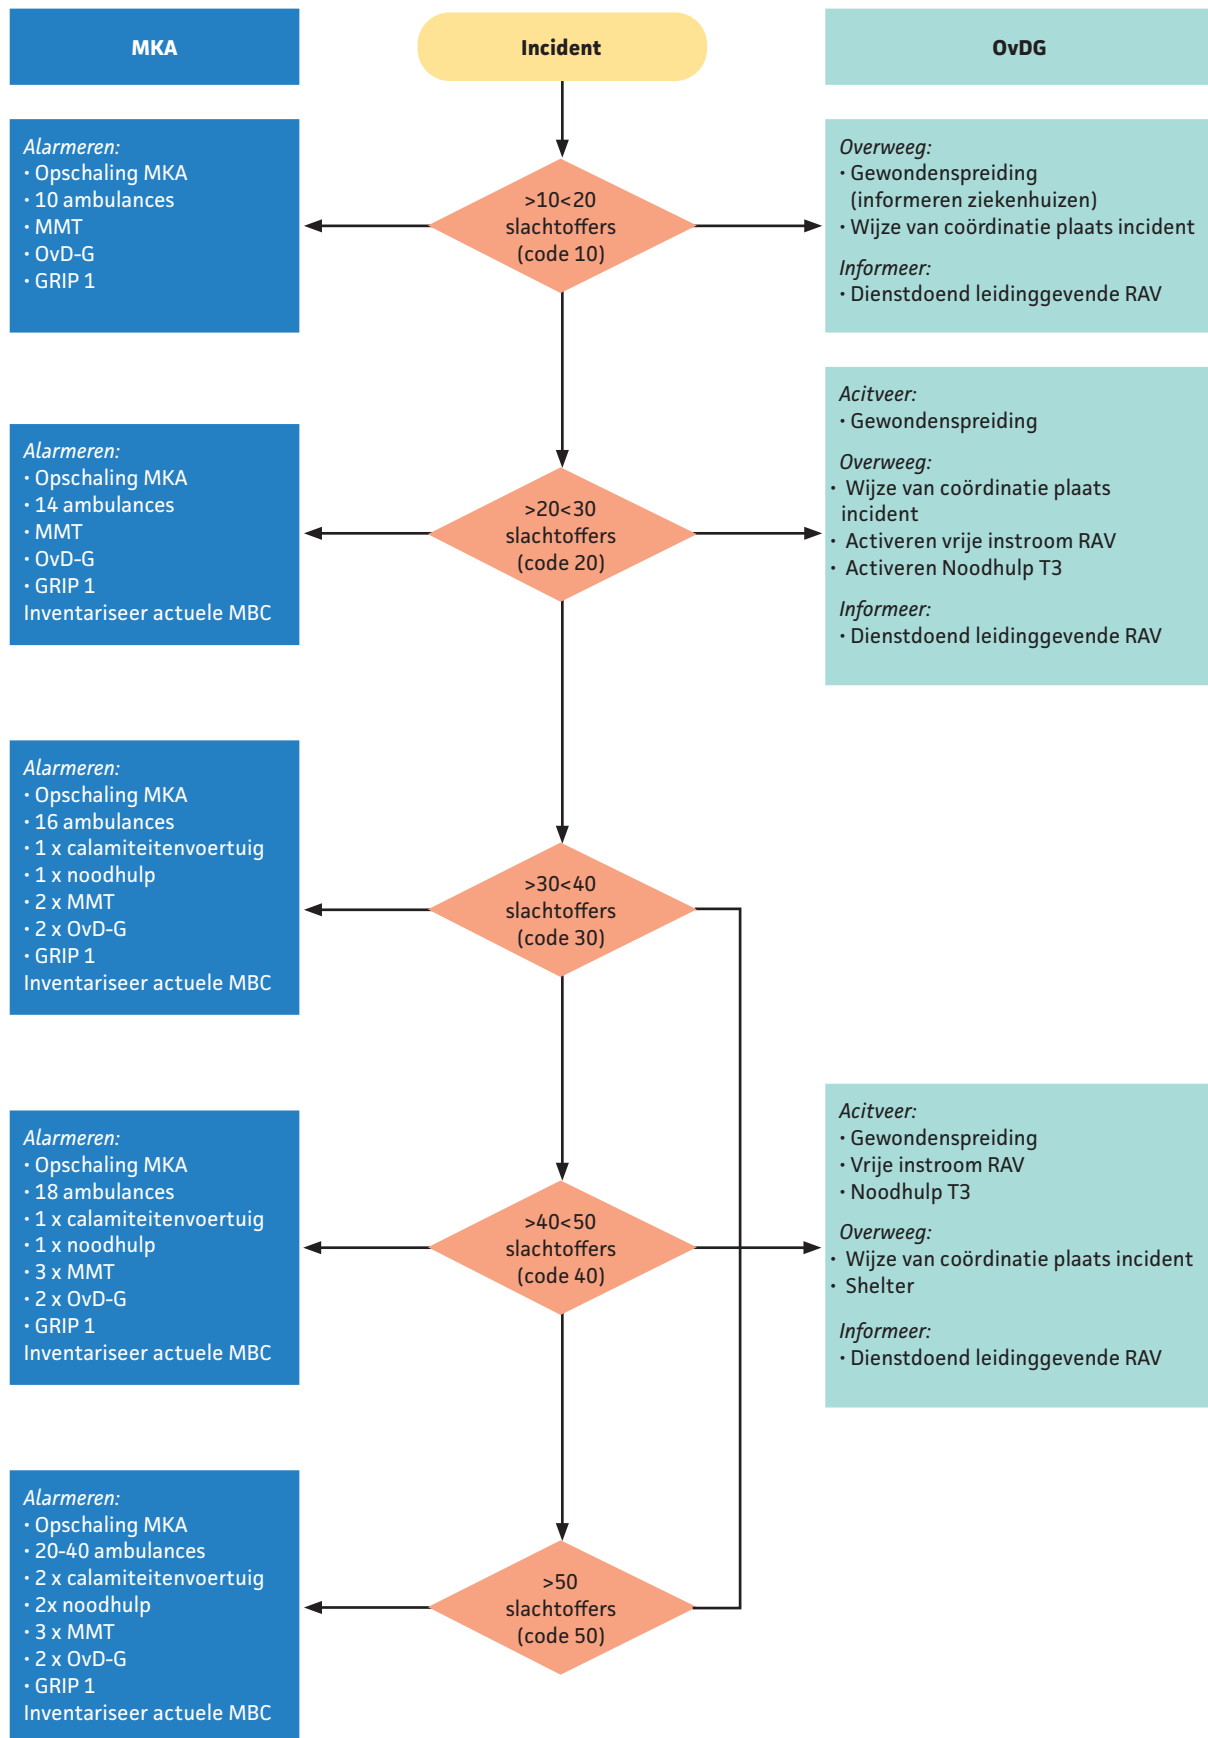 MKA
Incident
OvDG
Alarmeren:
· Opschaling MKA
· 10 ambulances
· MMT
· OvD-G
· GRIP 1
>10<20
slachtoffers
(code 10)
Overweeg:
· Gewondenspreiding
(informeren ziekenhuizen)
· Wijze van coördinatie plaats incident
Informeer:
· Dienstdoend leidinggevende RAV
Alarmeren:
· Opschaling MKA
· 14 ambulances
· MMT
· OvD-G
· GRIP 1
Inventariseer actuele MBC
>20<30
slachtoffers
(code 20)
Acitveer:
· Gewondenspreiding
Overweeg:
· Wijze van coördinatie plaats
incident
· Activeren vrije instroom RAV
· Activeren Noodhulp T3
Informeer:
· Dienstdoend leidinggevende RAV
Alarmeren:
· Opschaling MKA
· 16 ambulances
· 1 x calamiteitenvoertuig
· 1 x noodhulp
· 2 x MMT
· 2 x OvD-G
· GRIP 1
Inventariseer actuele MBC
>30<40
slachtoffers
(code 30)
Alarmeren:
· Opschaling MKA
· 18 ambulances
· 1 x calamiteitenvoertuig
· 1 x noodhulp
· 3 x MMT
· 2 x OvD-G
· GRIP 1
Inventariseer actuele MBC
>40<50
slachtoffers
(code 40)
Acitveer:
· Gewondenspreiding
· Vrije instroom RAV
· Noodhulp T3
Overweeg:
· Wijze van coördinatie plaats incident
· Shelter
Informeer:
· Dienstdoend leidinggevende RAV
Alarmeren:
· Opschaling MKA
· 20-40 ambulances
· 2 x calamiteitenvoertuig
· 2x noodhulp
· 3 x MMT
· 2 x OvD-G
· GRIP 1
Inventariseer actuele MBC
>50
slachtoffers
(code 50)